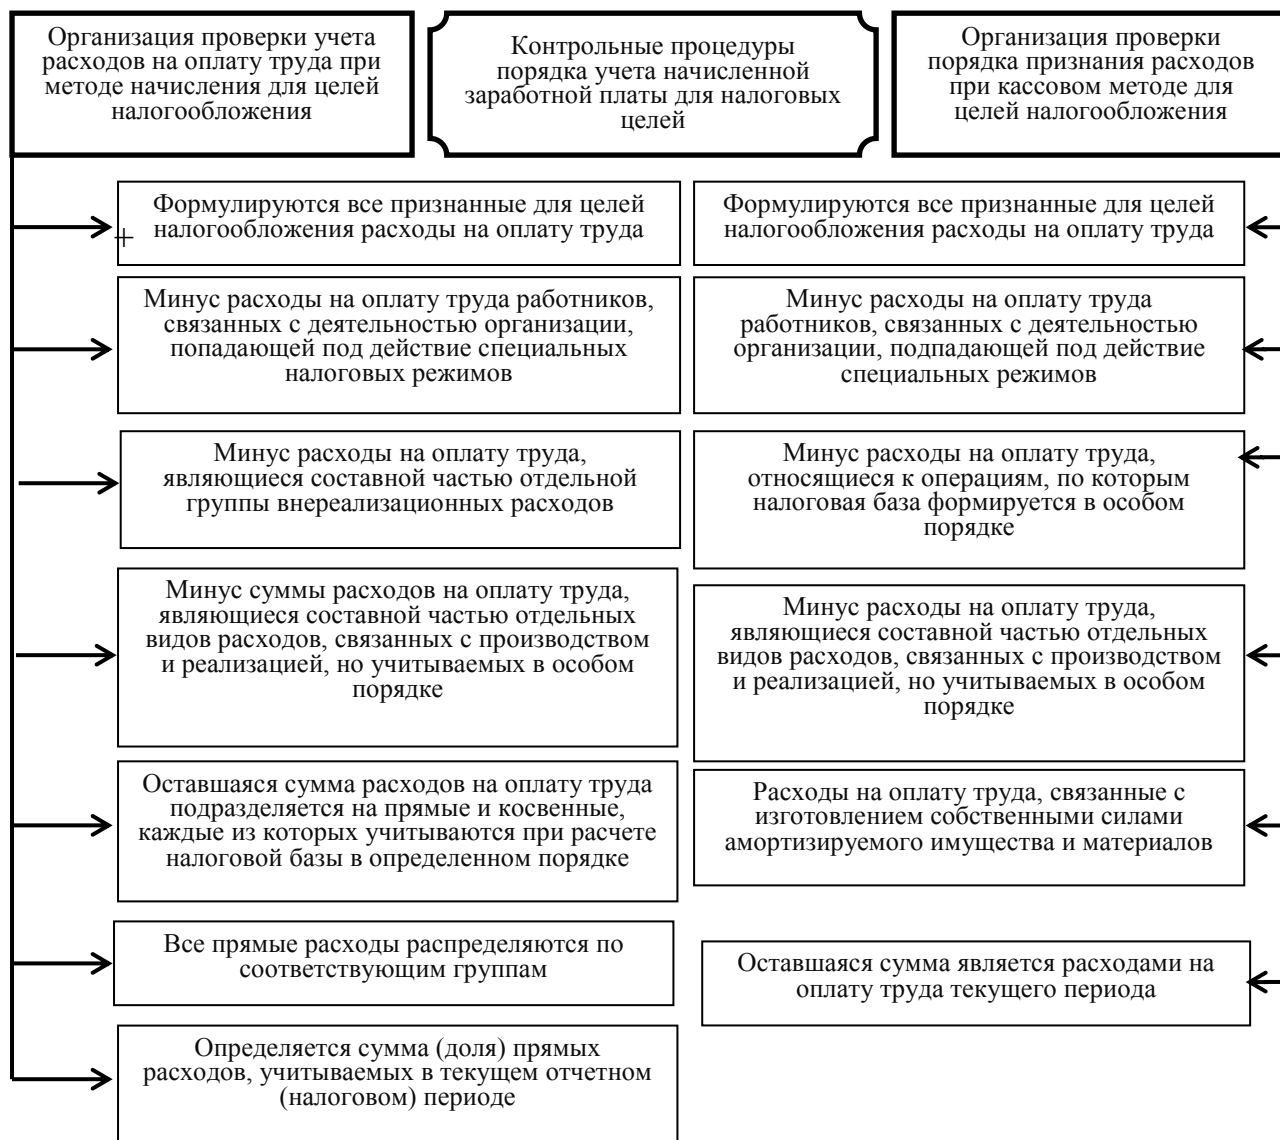 Организация проверки учета
расходов на оплату труда при
методе начисления для целей
налогообложения
Контрольные процедуры
порядка учета начисленной
заработной платы для налоговых
целей
Организация проверки
порядка признания расходов
при кассовом методе для
целей налогообложения
Формулируются все признанные для целей
налогообложения расходы на оплату труда
+
Формулируются все признанные для целей
налогообложения расходы на оплату труда
Минус расходы на оплату труда работников,
связанных с деятельностью организации,
попадающей под действие специальных
налоговых режимов
Минус расходы на оплату труда
работников, связанных с деятельностью
организации, подпадающей под действие
специальных режимов
Минус расходы на оплату труда,
являющиеся составной частью отдельной
группы внереализационных расходов
Минус расходы на оплату труда,
относящиеся к операциям, по которым
налоговая база формируется в особом
порядке
Минус суммы расходов на оплату труда,
являющиеся составной частью отдельных
видов расходов, связанных с производством
и реализацией, но учитываемых в особом
порядке
Минус расходы на оплату труда,
являющиеся составной частью отдельных
видов расходов, связанных с производством
и реализацией, но учитываемых в особом
порядке
Оставшаяся сумма расходов на оплату труда
подразделяется на прямые и косвенные,
каждые из которых учитываются при расчете
налоговой базы в определенном порядке
Расходы на оплату труда, связанные с
изготовлением собственными силами
амортизируемого имущества и материалов
Все прямые расходы распределяются по
соответствующим группам
Оставшаяся сумма является расходами на
оплату труда текущего периода
Определяется сумма (доля) прямых
расходов, учитываемых в текущем отчетном
(налоговом) периоде